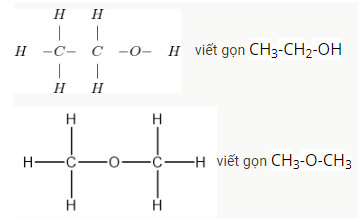 H H
H –C– C –O– H viết gọn CH₃-CH₂-OH
H H
H H
H C O C H viết gọn CH₃-O-CH₃
H H